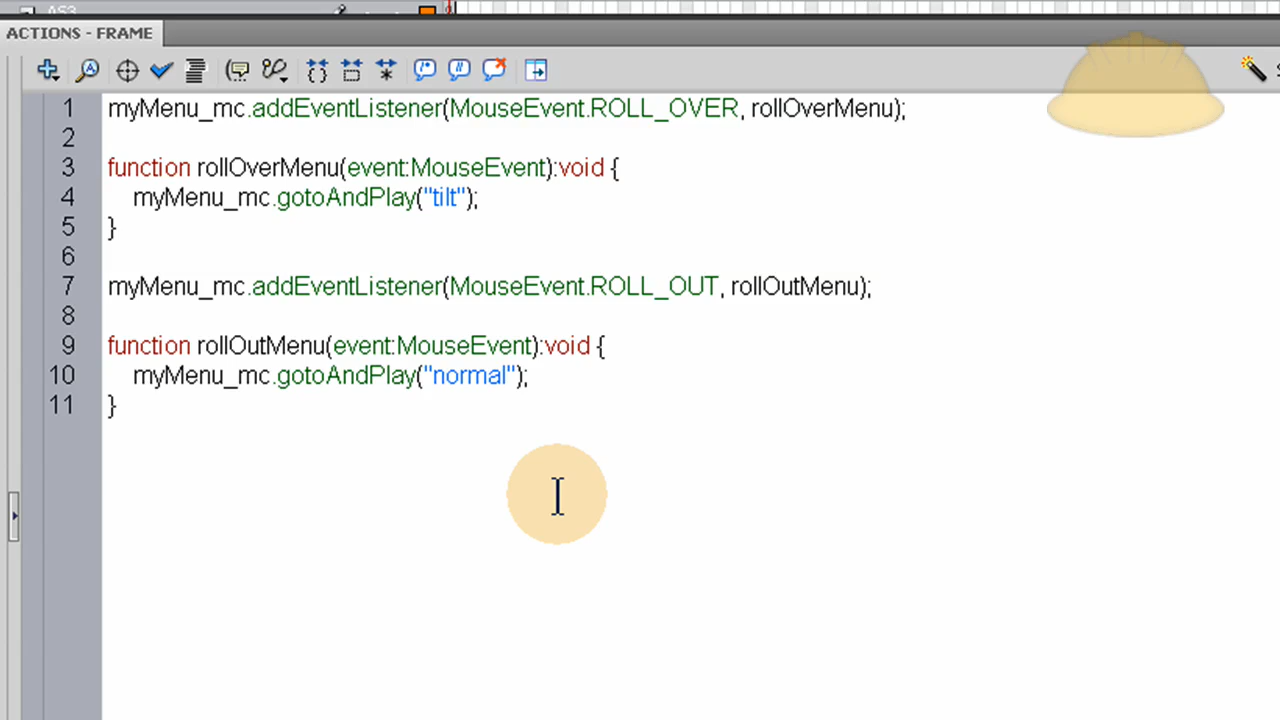 AS3
ACTIONS - FRAME
1 myMenu_mc.addEventListener(MouseEvent.ROLL_OVER, rollOverMenu);
2
3 function rollOverMenu(event:MouseEvent):void {
4 myMenu_mc.gotoAndPlay("tilt");
5 }
6
7 myMenu_mc.addEventListener(MouseEvent.ROLL_OUT, rollOutMenu);
8
9 function rollOutMenu(event:MouseEvent):void {
10 myMenu_mc.gotoAndPlay("normal");
11 }